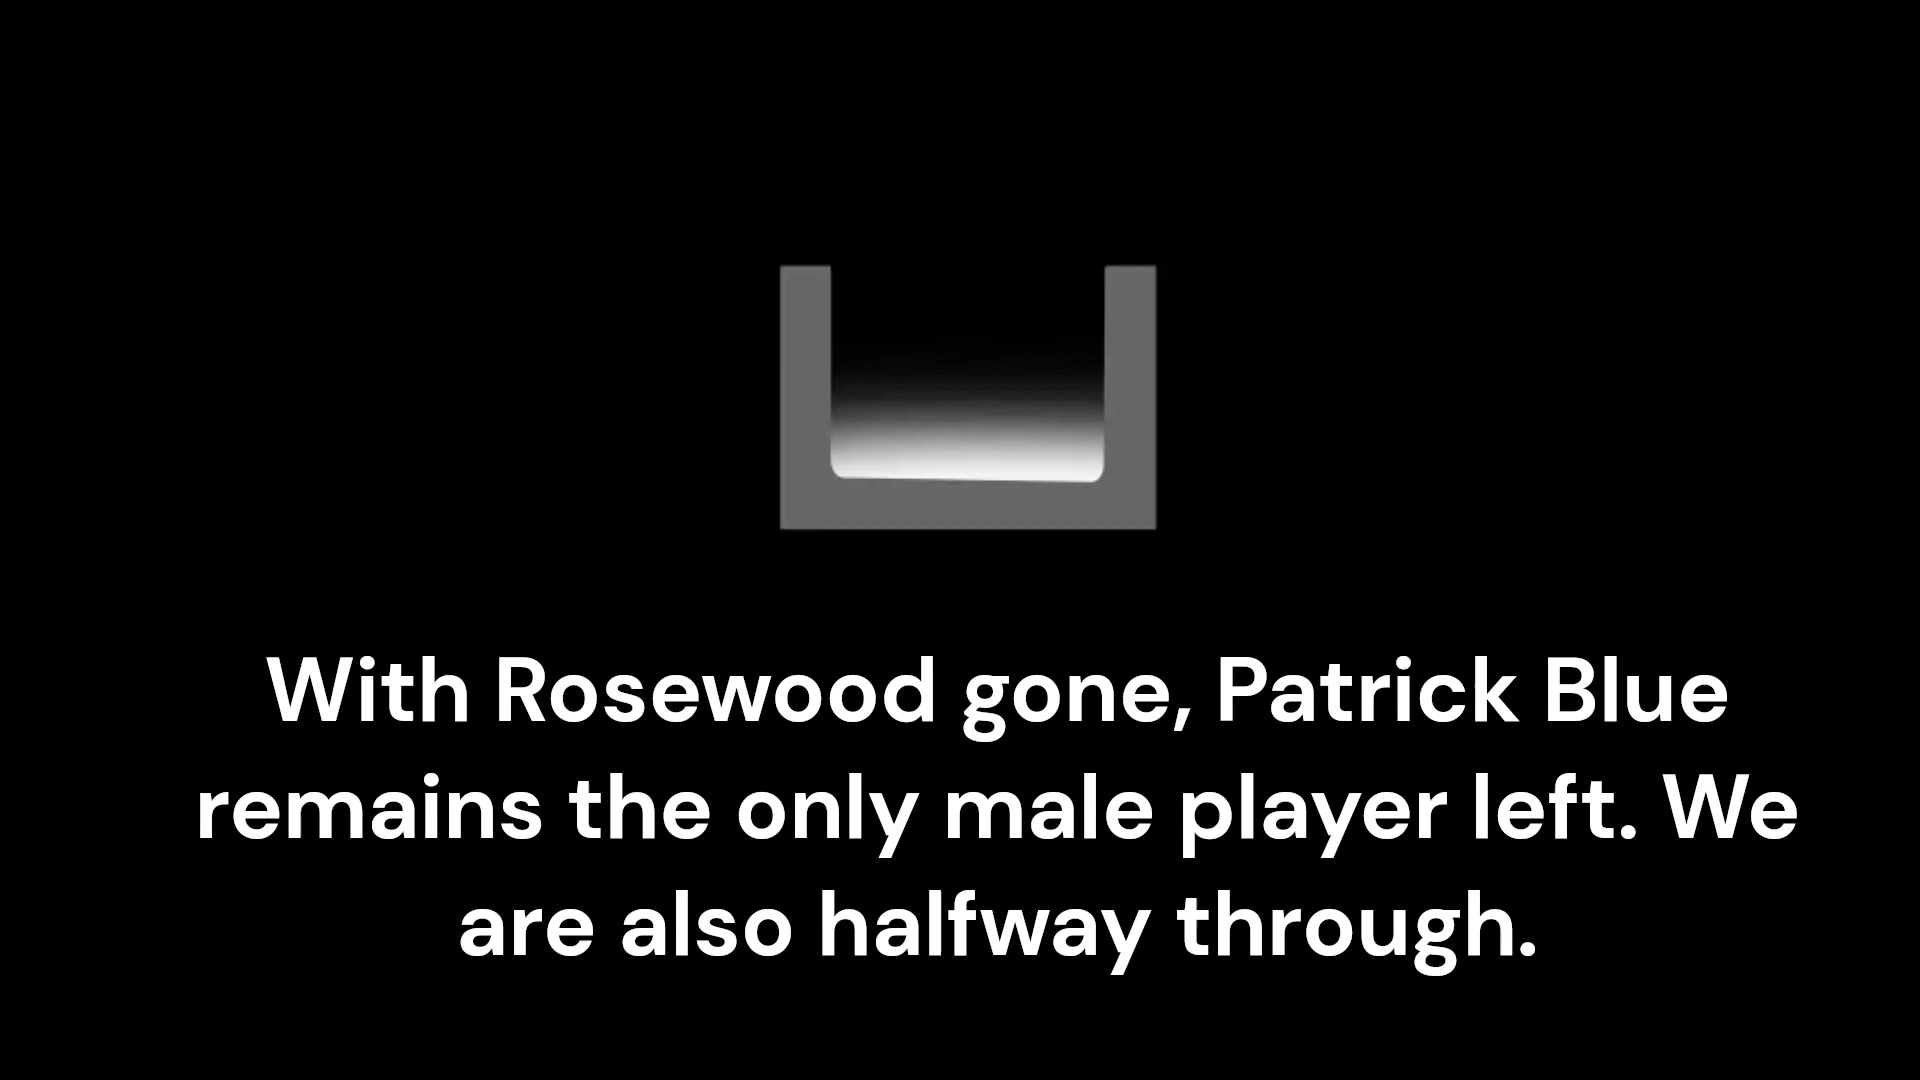 With Rosewood gone, Patrick Blue
remains the only male player left. We
are also halfway through.